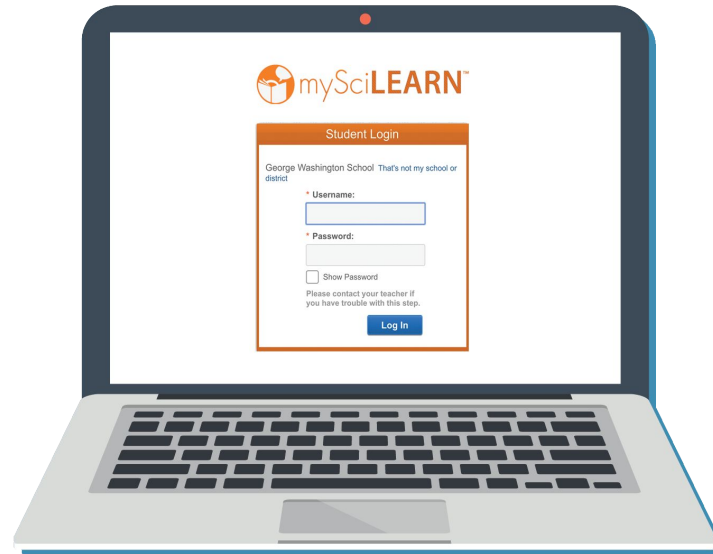 mySciLEARN™
Student Login
George Washington School That's not my school or
district
* Username:
* Password:
Show Password
Please contact your teacher if
you have trouble with this step.
Log In